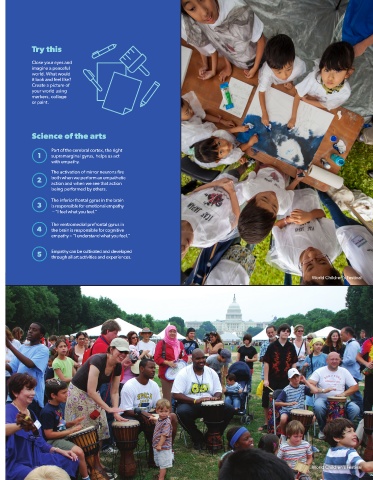 Try this
Close your eyes and
imagine a peaceful
world. What would
it look and feel like?
Create a picture of
your world using
markers, collage
or paint.
Science of the arts
1 Part of the cerebral cortex, the right
supramarginal gyrus, helps us act
with empathy.
2 The activation of mirror neurons fire
both when we perform an empathetic
action and when we see that action
being performed by others.
3 The inferior frontal gyrus in the brain
is responsible for emotional empathy
—"I feel what you feel."
4 The ventromedial prefrontal gyrus in
the brain is responsible for cognitive
empathy—"I understand what you feel."
5 Empathy can be cultivated and developed
through all art activities and experiences.
World Children's Festival
World Children's Festival